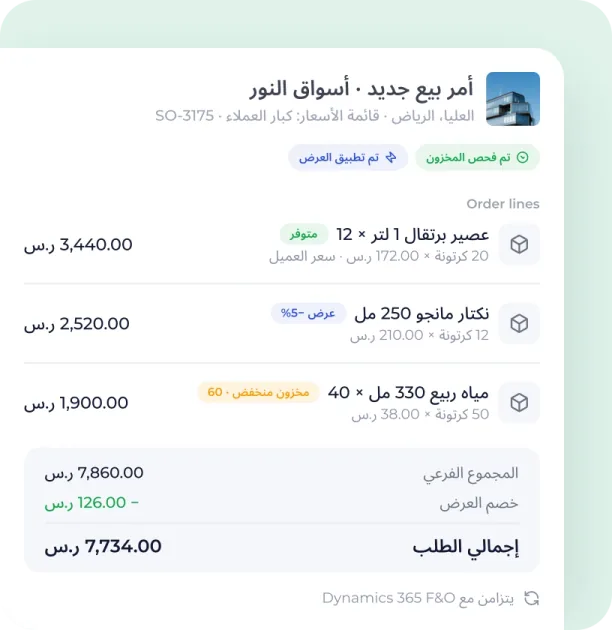 أمر بيع جديد · أسواق النور
العليا، الرياض · قائمة الأسعار: كبار العملاء · SO-3175
تم فحص المخزون
تم تطبيق العرض
Order lines
عصير برتقال 1 لتر × 12
متوفر
3,440.00 ر.س
20 كرتونة × 172.00 ر.س · سعر العميل
نكتار مانجو 250 مل
عرض −5%
2,520.00 ر.س
12 كرتونة × 210.00 ر.س
مياه ربيع 330 مل × 40
مخزون منخفض · 60
1,900.00 ر.س
50 كرتونة × 38.00 ر.س
المجموع الفرعي
7,860.00 ر.س
خصم العرض
− 126.00 ر.س
إجمالي الطلب
7,734.00 ر.س
يتزامن مع Dynamics 365 F&O